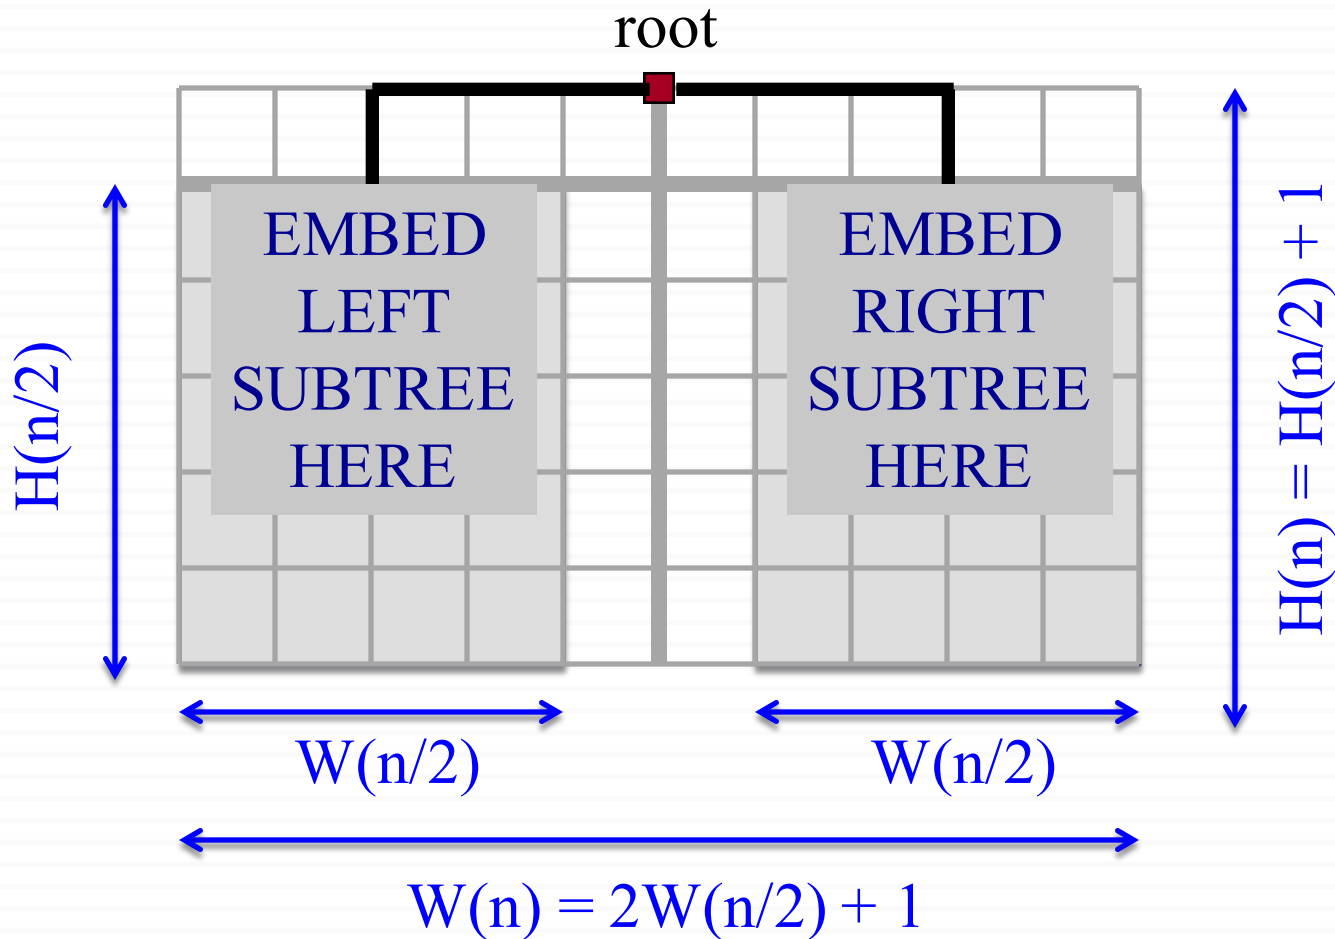 root
EMBED
LEFT
SUBTREE
HERE
EMBED
RIGHT
SUBTREE
HERE
H(n/2)
H(n) = H(n/2) + 1
W(n/2)
W(n/2)
W(n) = 2W(n/2) + 1